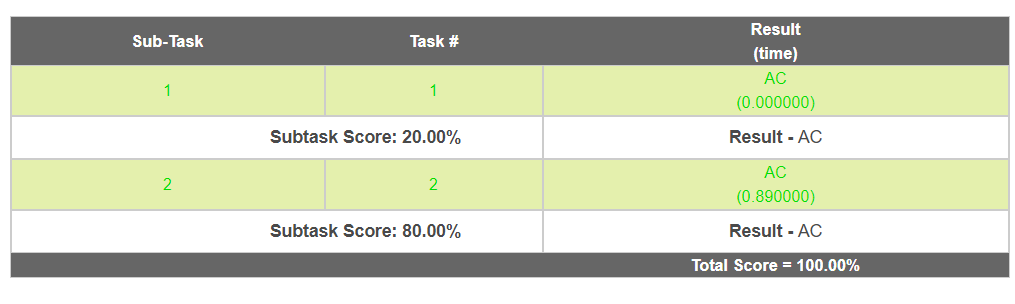 Sub-Task Task # Result
(time)
1 1 AC
(0.000000)
Subtask Score: 20.00% Result - AC
2 2 AC
(0.890000)
Subtask Score: 80.00% Result - AC
Total Score = 100.00%